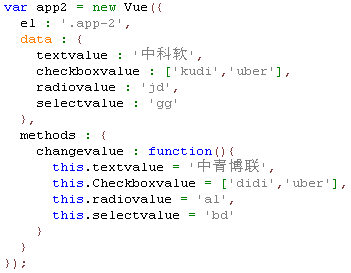 var app2 = new Vue({
  el : '.app-2',
  data : {
    textvalue : '中科软',
    checkboxvalue : ['kudi','uber'],
    radiovalue : 'jd',
    selectvalue : 'gg'
  },
  methods : {
    changevalue : function(){
      this.textvalue = '中青博联',
      this.Checkboxvalue = ['didi','uber'],
      this.radiovalue = 'al',
      this.selectvalue = 'bd'
    }
  }
});